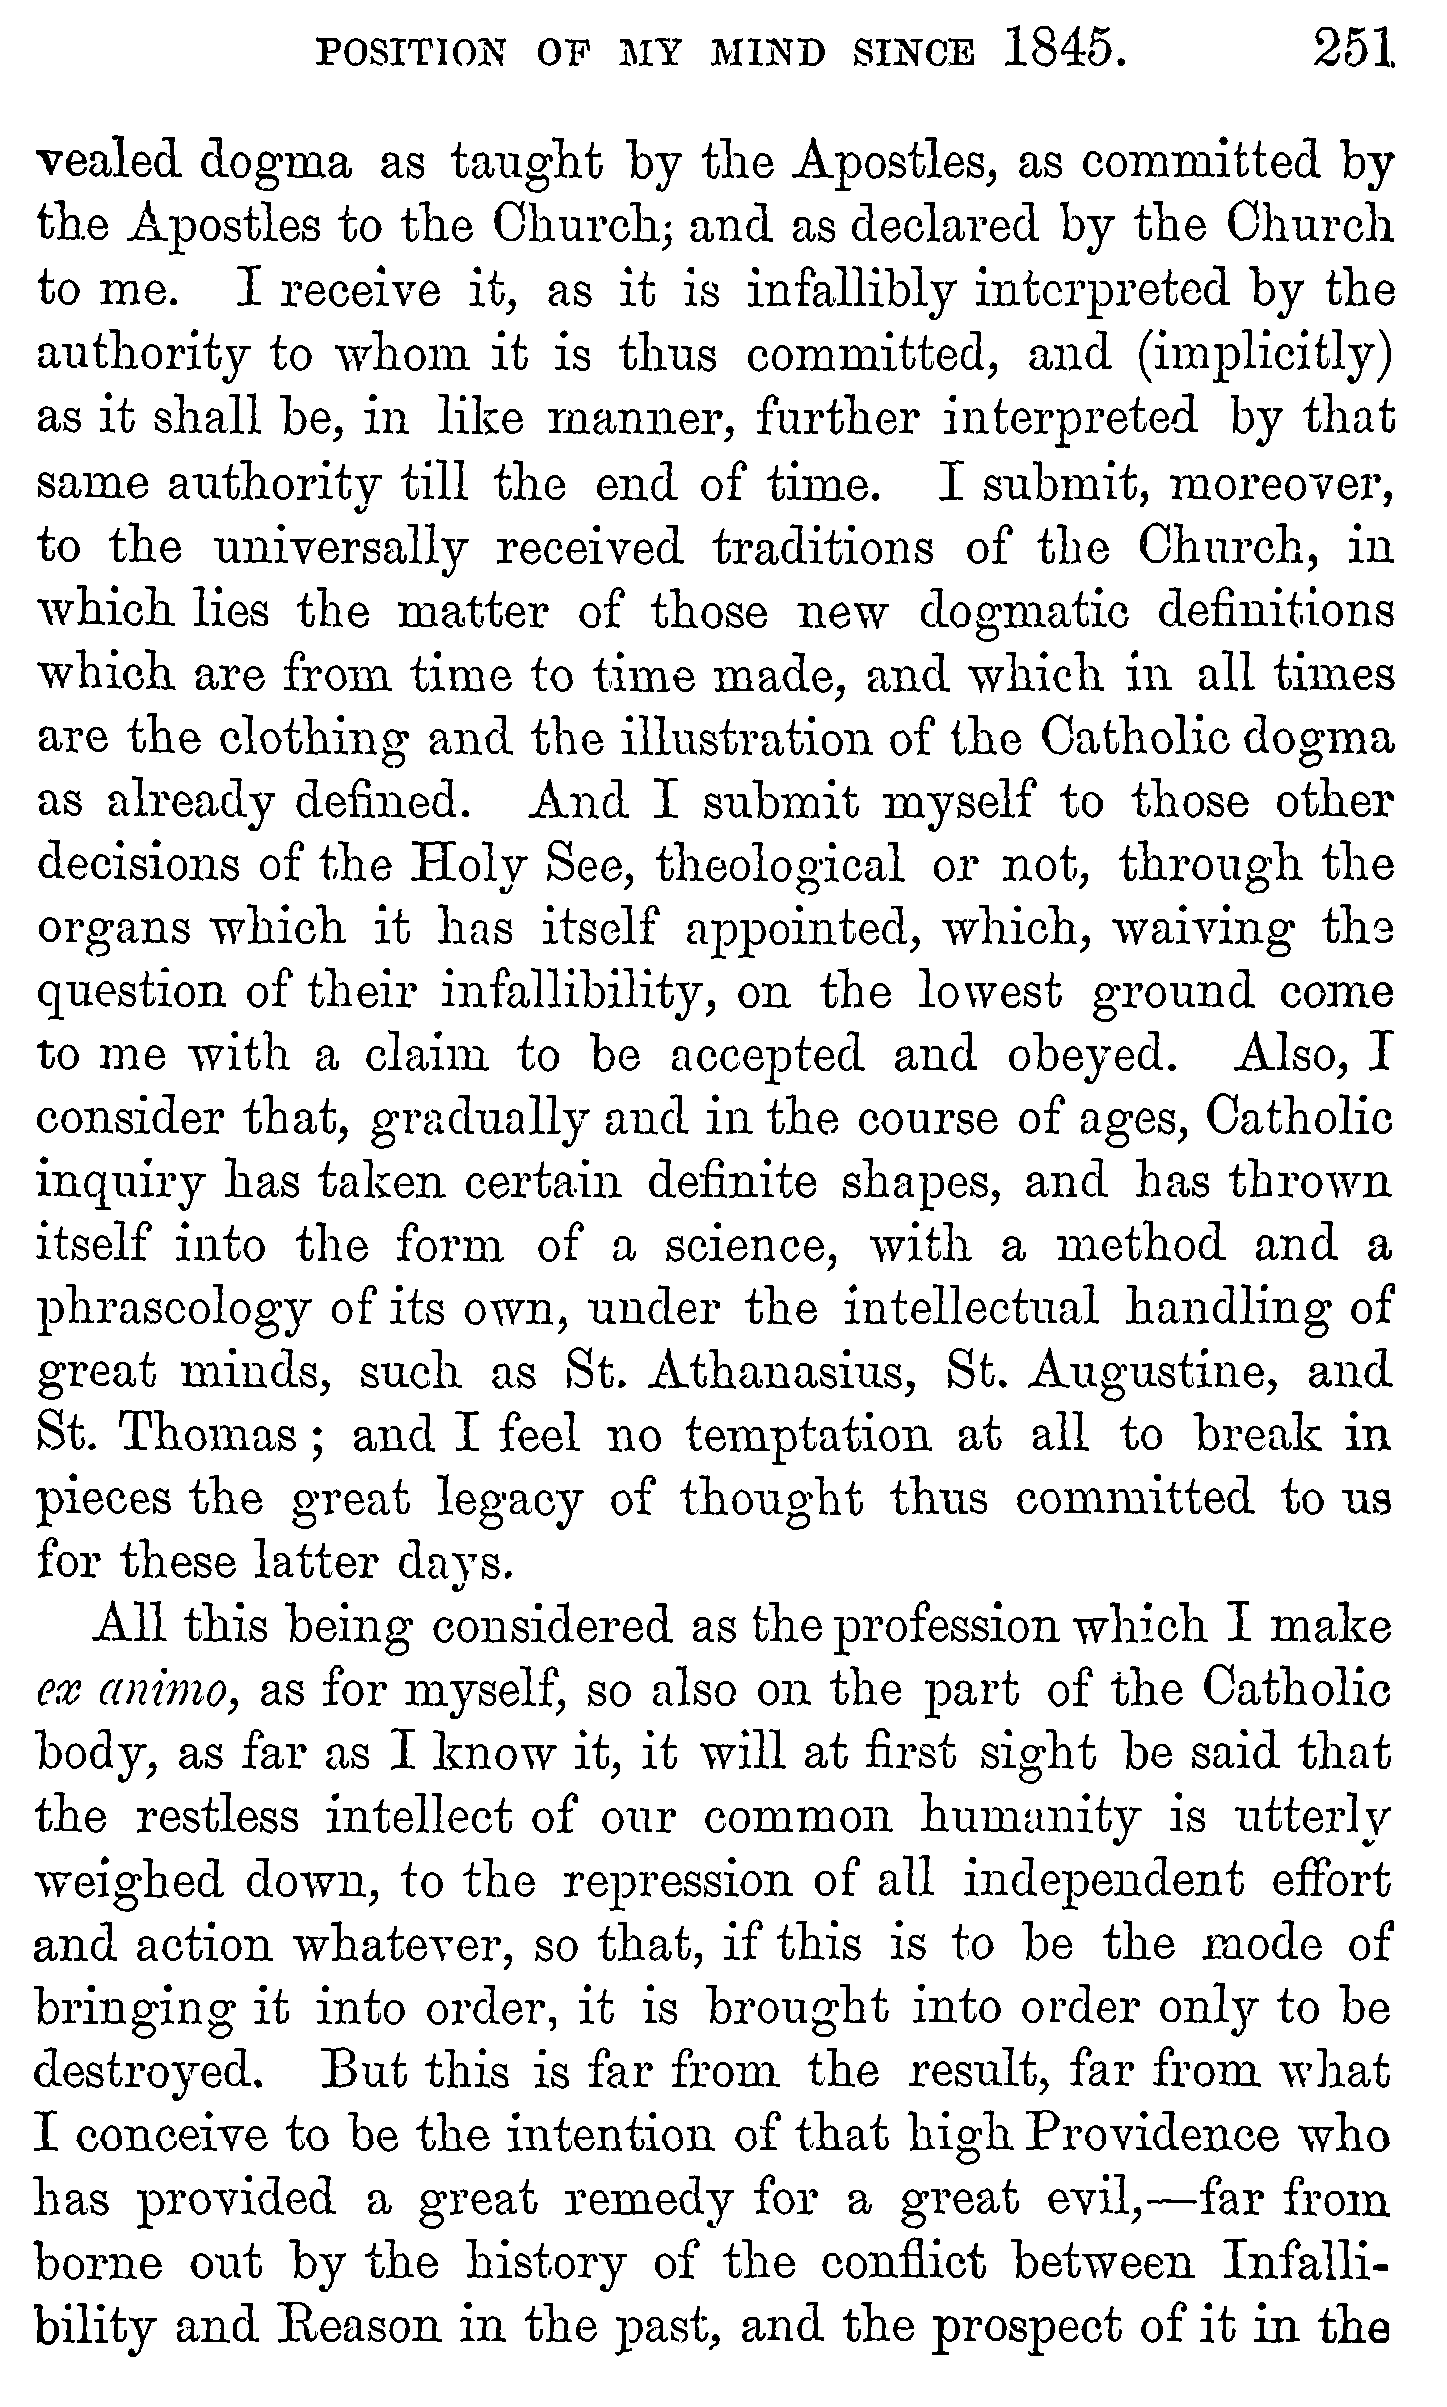 POSITION OF MY MIND SINCE 1845. 251
vealed dogma as taught by the Apostles, as committed by
the Apostles to the Church; and as declared by the Church
to me. I receive it, as it is infallibly interpreted by the
authority to whom it is thus committed, and (implicitly)
as it shall be, in like manner, further interpreted by that
same authority till the end of time. I submit, moreover,
to the universally received traditions of the Church, in
which lies the matter of those new dogmatic definitions
which are from time to time made, and which in all times
are the clothing and the illustration of the Catholic dogma
as already defined. And I submit myself to those other
decisions of the Holy See, theological or not, through the
organs which it has itself appointed, which, waiving the
question of their infallibility, on the lowest ground come
to me with a claim to be accepted and obeyed. Also, I
consider that, gradually and in the course of ages, Catholic
inquiry has taken certain definite shapes, and has thrown
itself into the form of a science, with a method and a
phraseology of its own, under the intellectual handling of
great minds, such as St. Athanasius, St. Augustine, and
St. Thomas; and I feel no temptation at all to break in
pieces the great legacy of thought thus committed to us
for these latter days.
All this being considered as the profession which I make
ex animo, as for myself, so also on the part of the Catholic
body, as far as I know it, it will at first sight be said that
the restless intellect of our common humanity is utterly
weighed down, to the repression of all independent effort
and action whatever, so that, if this is to be the mode of
bringing it into order, it is brought into order only to be
destroyed. But this is far from the result, far from what
I conceive to be the intention of that high Providence who
has provided a great remedy for a great evil,—far from
borne out by the history of the conflict between Infalli-
bility and Reason in the past, and the prospect of it in the